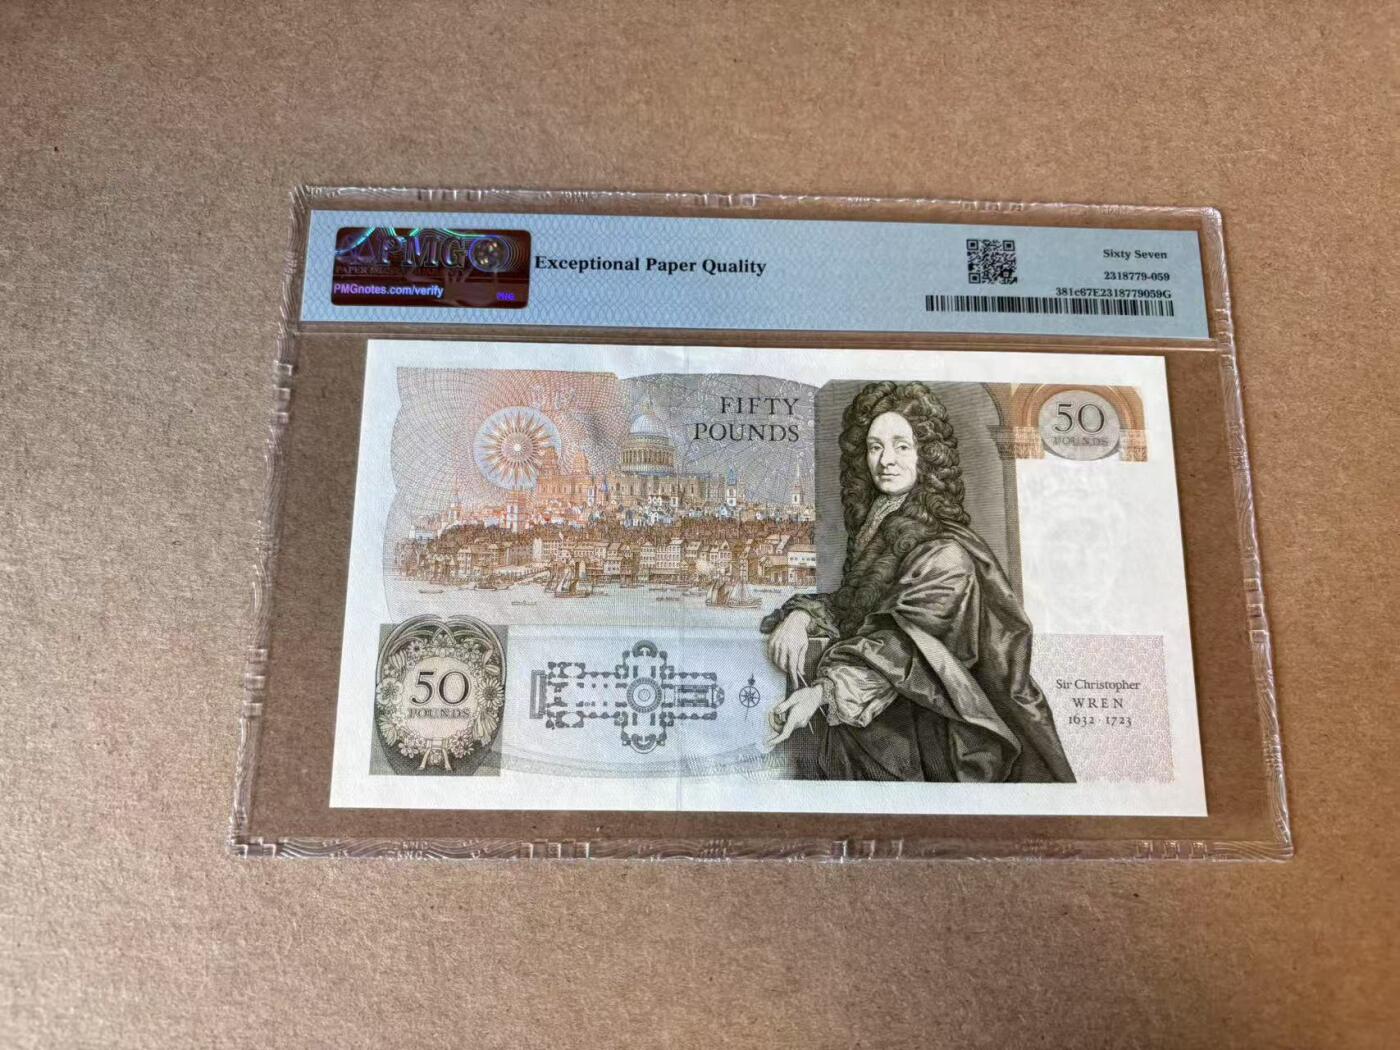 PMG
PMGnotes.com/verify
PMG
Exceptional Paper Quality
Sixty Seven
2318779-059
381c67E2318779059G
FIFTY
POUNDS
50
POUNDS
50
POUNDS
Sir Christopher
WREN
1632 · 1723